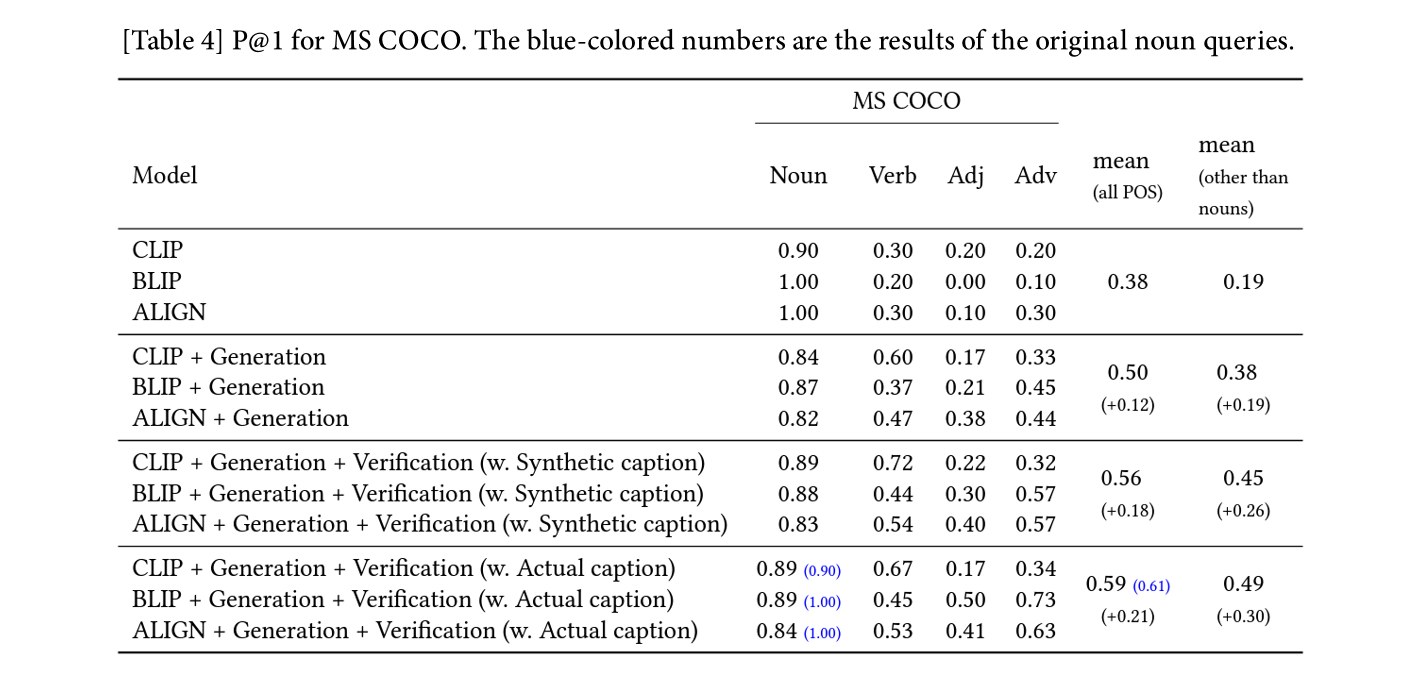 [Table 4] P@1 for MS COCO. The blue-colored numbers are the results of the original noun queries.
MS COCO
Model Noun Verb Adj Adv mean (all POS) mean (other than nouns)
CLIP 0.90 0.30 0.20 0.20
BLIP 1.00 0.20 0.00 0.10 0.38 0.19
ALIGN 1.00 0.30 0.10 0.30
CLIP + Generation 0.84 0.60 0.17 0.33
0.50 0.38
BLIP + Generation 0.87 0.37 0.21 0.45
(+0.12) (+0.19)
ALIGN + Generation 0.82 0.47 0.38 0.44
CLIP + Generation + Verification (w. Synthetic caption) 0.89 0.72 0.22 0.32
0.56 0.45
BLIP + Generation + Verification (w. Synthetic caption) 0.88 0.44 0.30 0.57
(+0.18) (+0.26)
ALIGN + Generation + Verification (w. Synthetic caption) 0.83 0.54 0.40 0.57
CLIP + Generation + Verification (w. Actual caption) 0.89 (0.90) 0.67 0.17 0.34
0.59 (0.61) 0.49
BLIP + Generation + Verification (w. Actual caption) 0.89 (1.00) 0.45 0.50 0.73
(+0.21) (+0.30)
ALIGN + Generation + Verification (w. Actual caption) 0.84 (1.00) 0.53 0.41 0.63